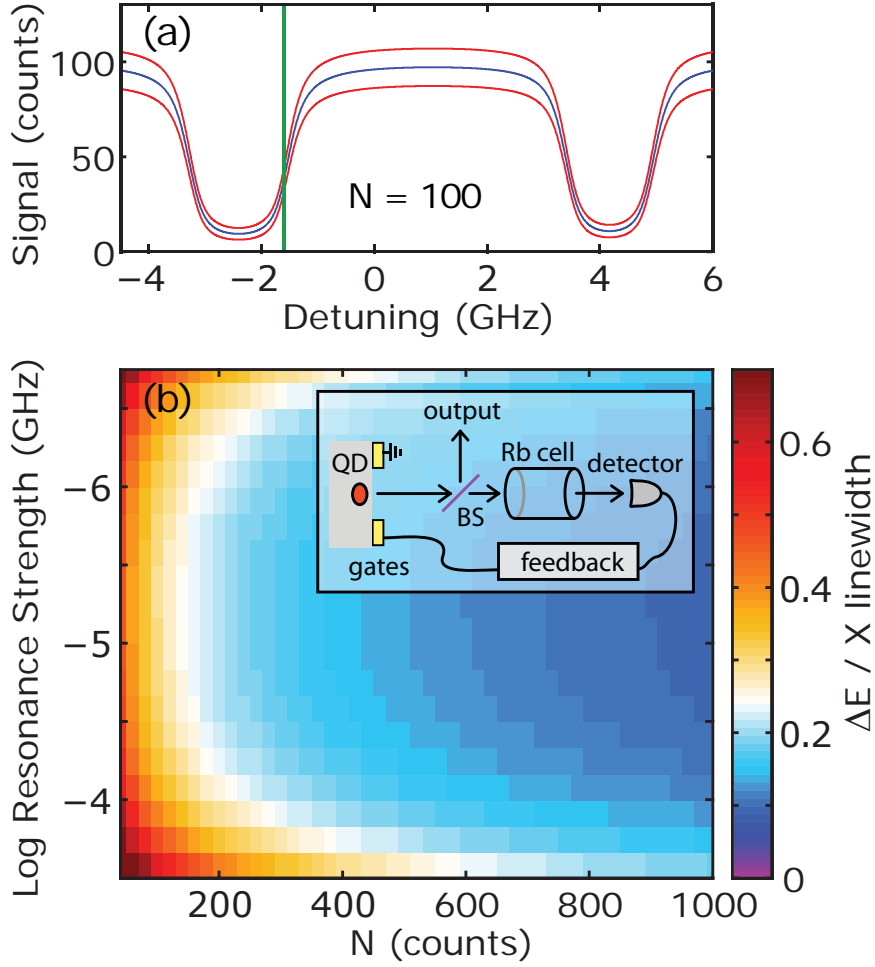 (a)
Signal (counts)
100
50
0
N = 100
−4
−2
0
2
4
6
Detuning (GHz)
(b)
Log Resonance Strength (GHz)
−6
−5
−4
output
QD
Rb cell
detector
BS
gates
feedback
200
400
600
800
1000
N (counts)
0.6
0.4
0.2
0
ΔE / X linewidth